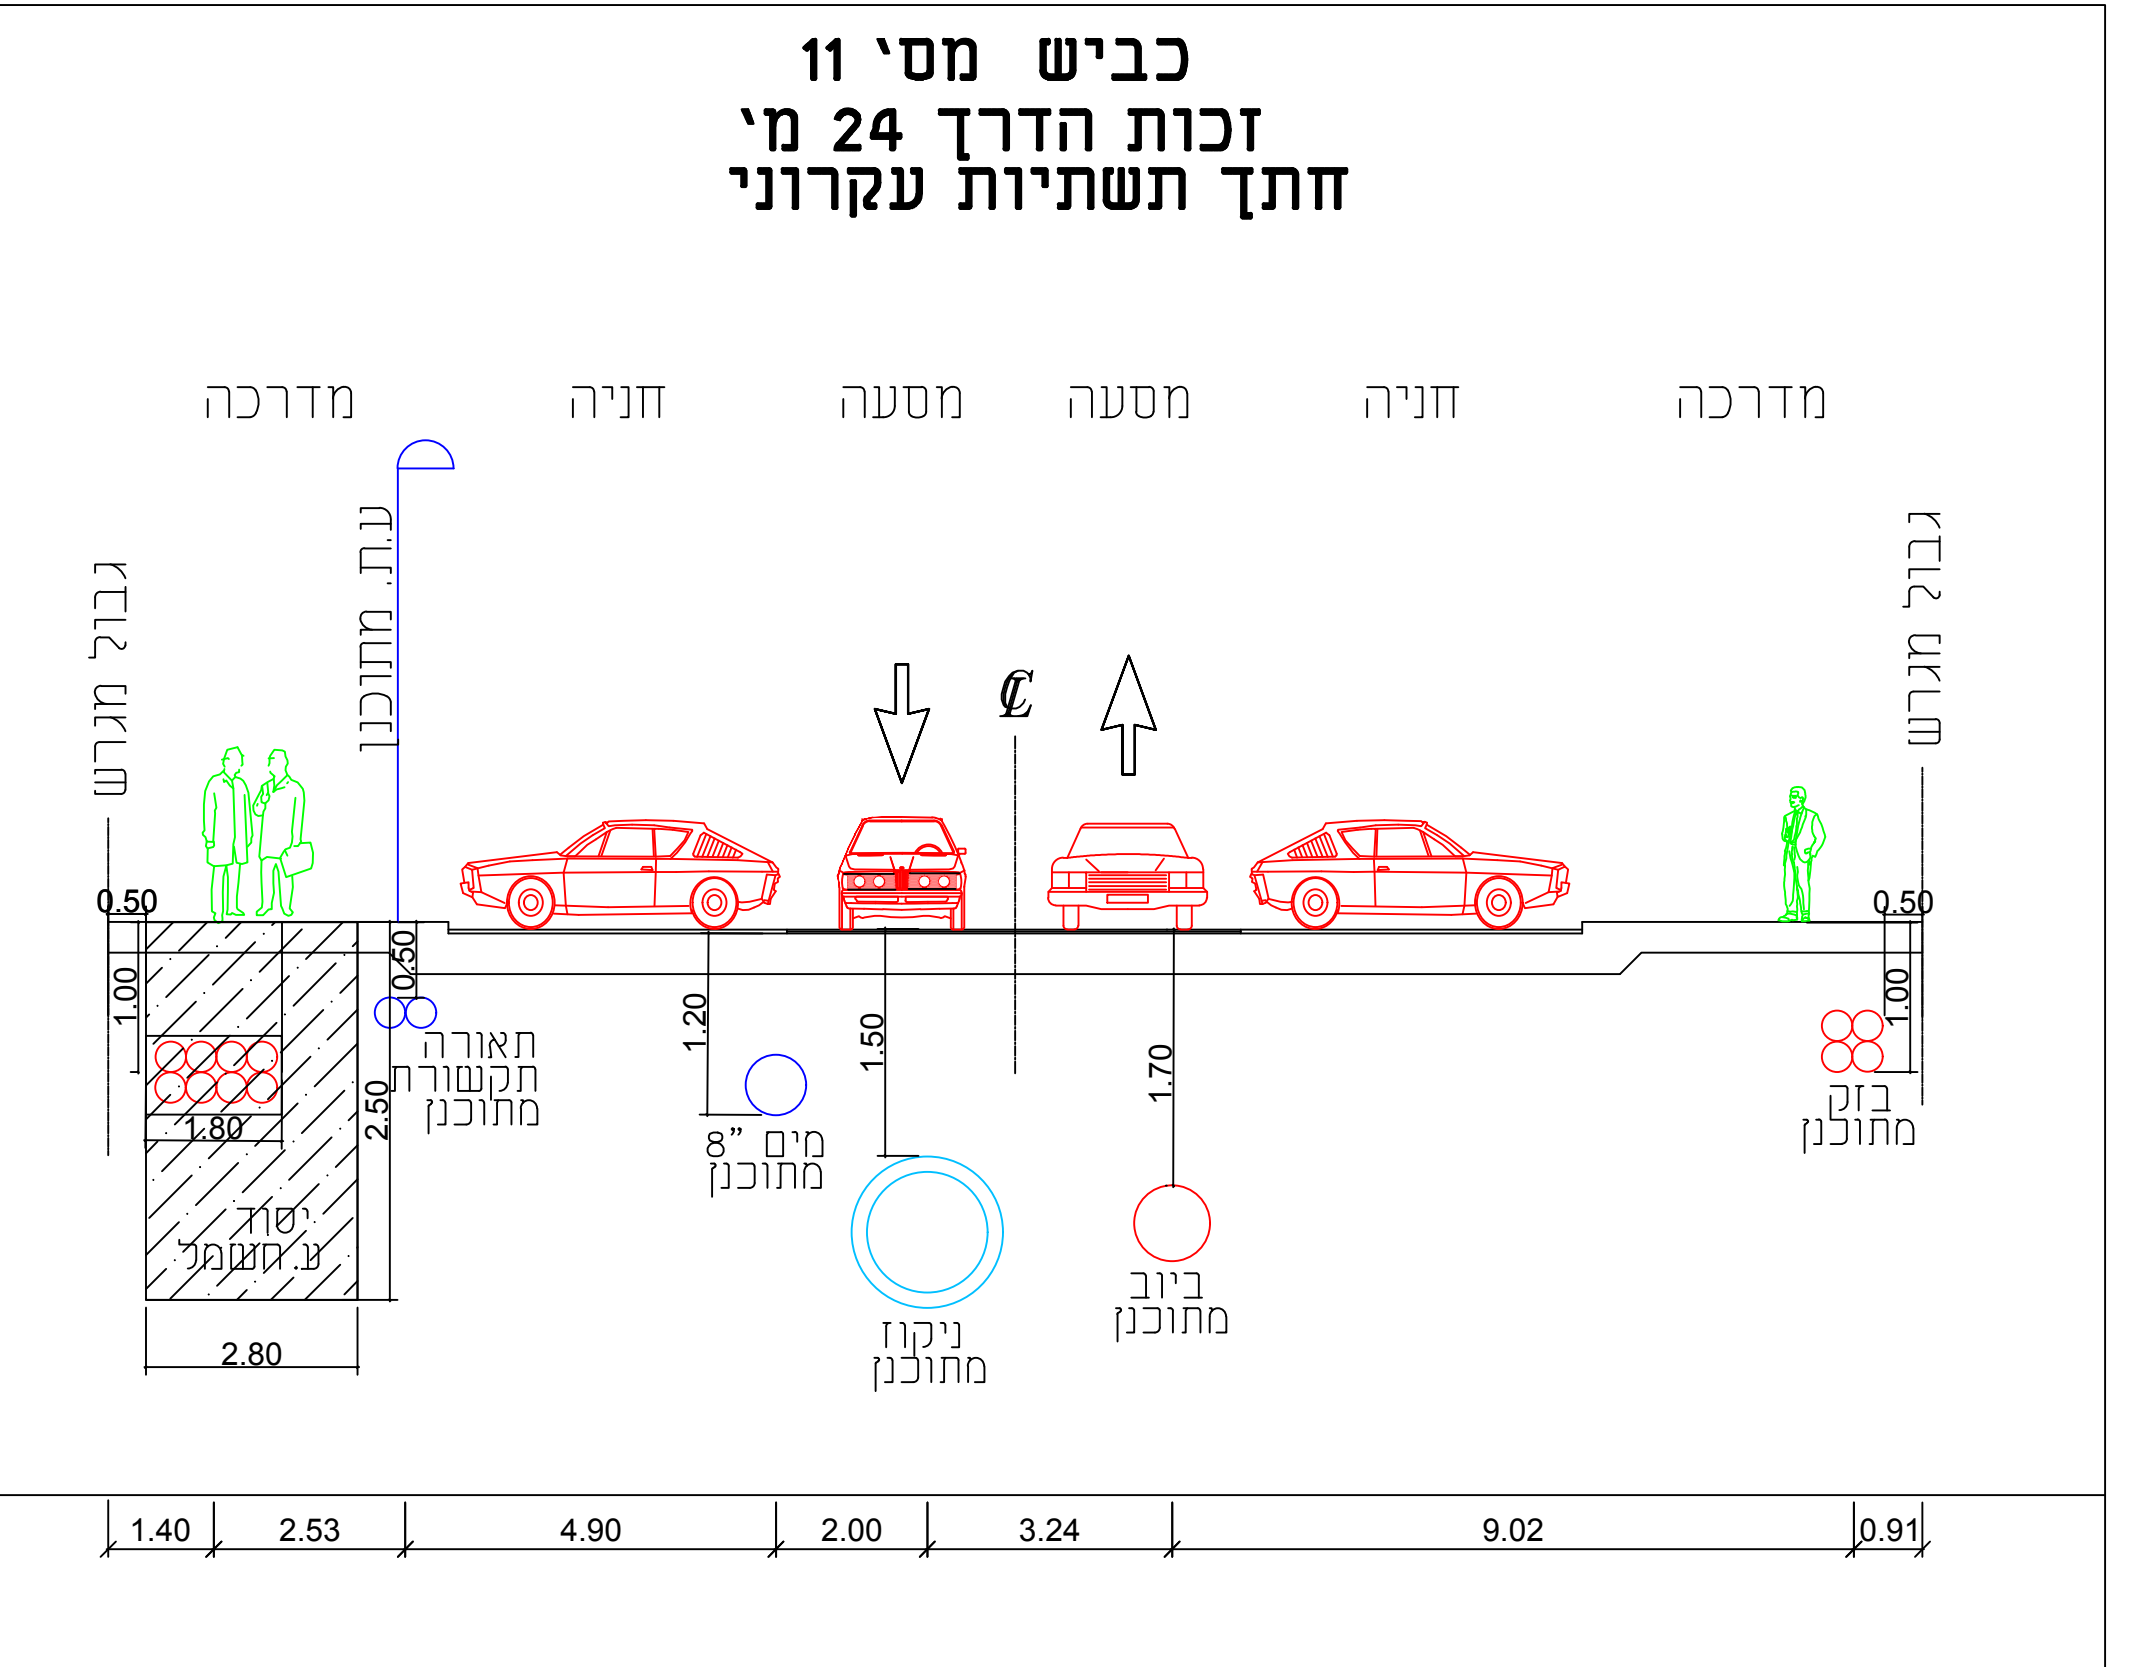 כביש מס' 11
זכות הדרך 24 מ'
חתך תשתיות עקרוני
מדרכה
חניה
מסעה
מסעה
חניה
מדרכה
גבול מגרש
ע.ת. מתוכנן
גבול מגרש
℄
0.50
0.50
0.50
1.00
1.00
1.20
1.50
1.70
2.50
1.80
תאורה
תקשורת
מתוכנן
מים "8
מתוכנן
בזק
מתוכנן
יסוד
ע.חשמל
ביוב
מתוכנן
ניקוז
מתוכנן
2.80
1.40
2.53
4.90
2.00
3.24
9.02
0.91